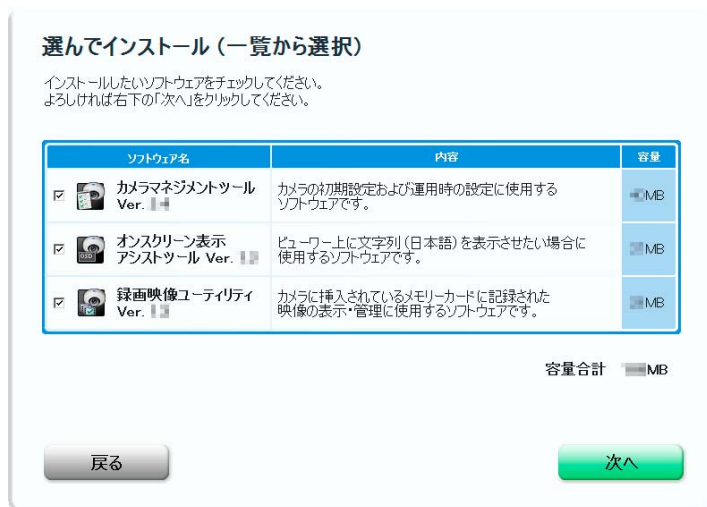 選んでインストール（一覧から選択）
インストールしたいソフトウェアをチェックしてください。
よろしければ右下の「次へ」をクリックしてください。
ソフトウェア名 内容 容量
カメラマネジメントツール
Ver.
カメラの初期設定および運用時の設定に使用する
ソフトウェアです。
MB
オンスクリーン表示
アシストツール Ver.
ビューワー上に文字列（日本語）を表示させたい場合に
使用するソフトウェアです。
MB
OSD
録画映像ユーティリティ
Ver.
カメラに挿入されているメモリーカードに記録された
映像の表示・管理に使用するソフトウェアです。
MB
容量合計 MB
戻る
次へ